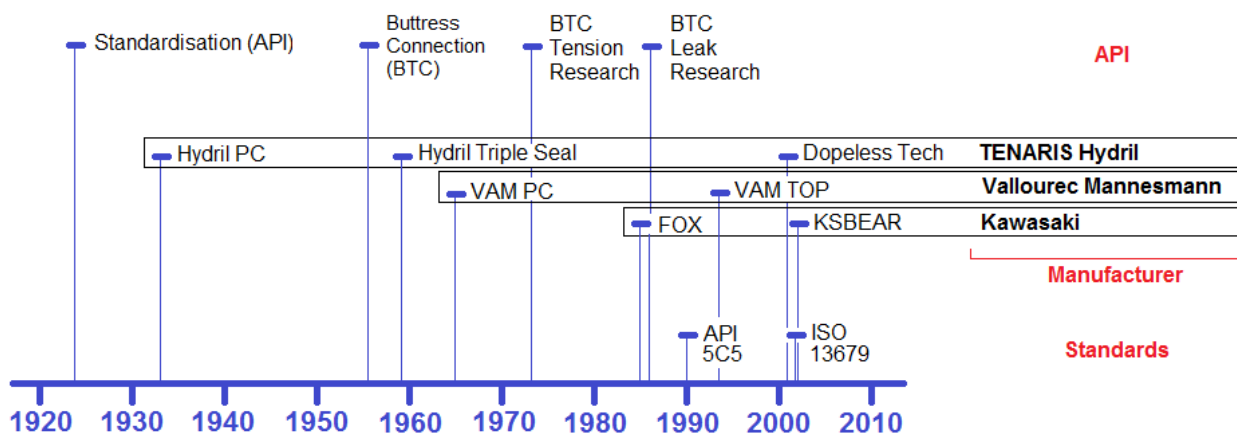 Standardisation (API)
Buttress
Connection
(BTC)
BTC
Tension
Research
BTC
Leak
Research
API
Hydril PC
Hydril Triple Seal
Dopeless Tech
TENARIS Hydril
VAM PC
VAM TOP
Vallourec Mannesmann
FOX
KSBEAR
Kawasaki
Manufacturer
API
5C5
ISO
13679
Standards
1920 1930 1940 1950 1960 1970 1980 1990 2000 2010